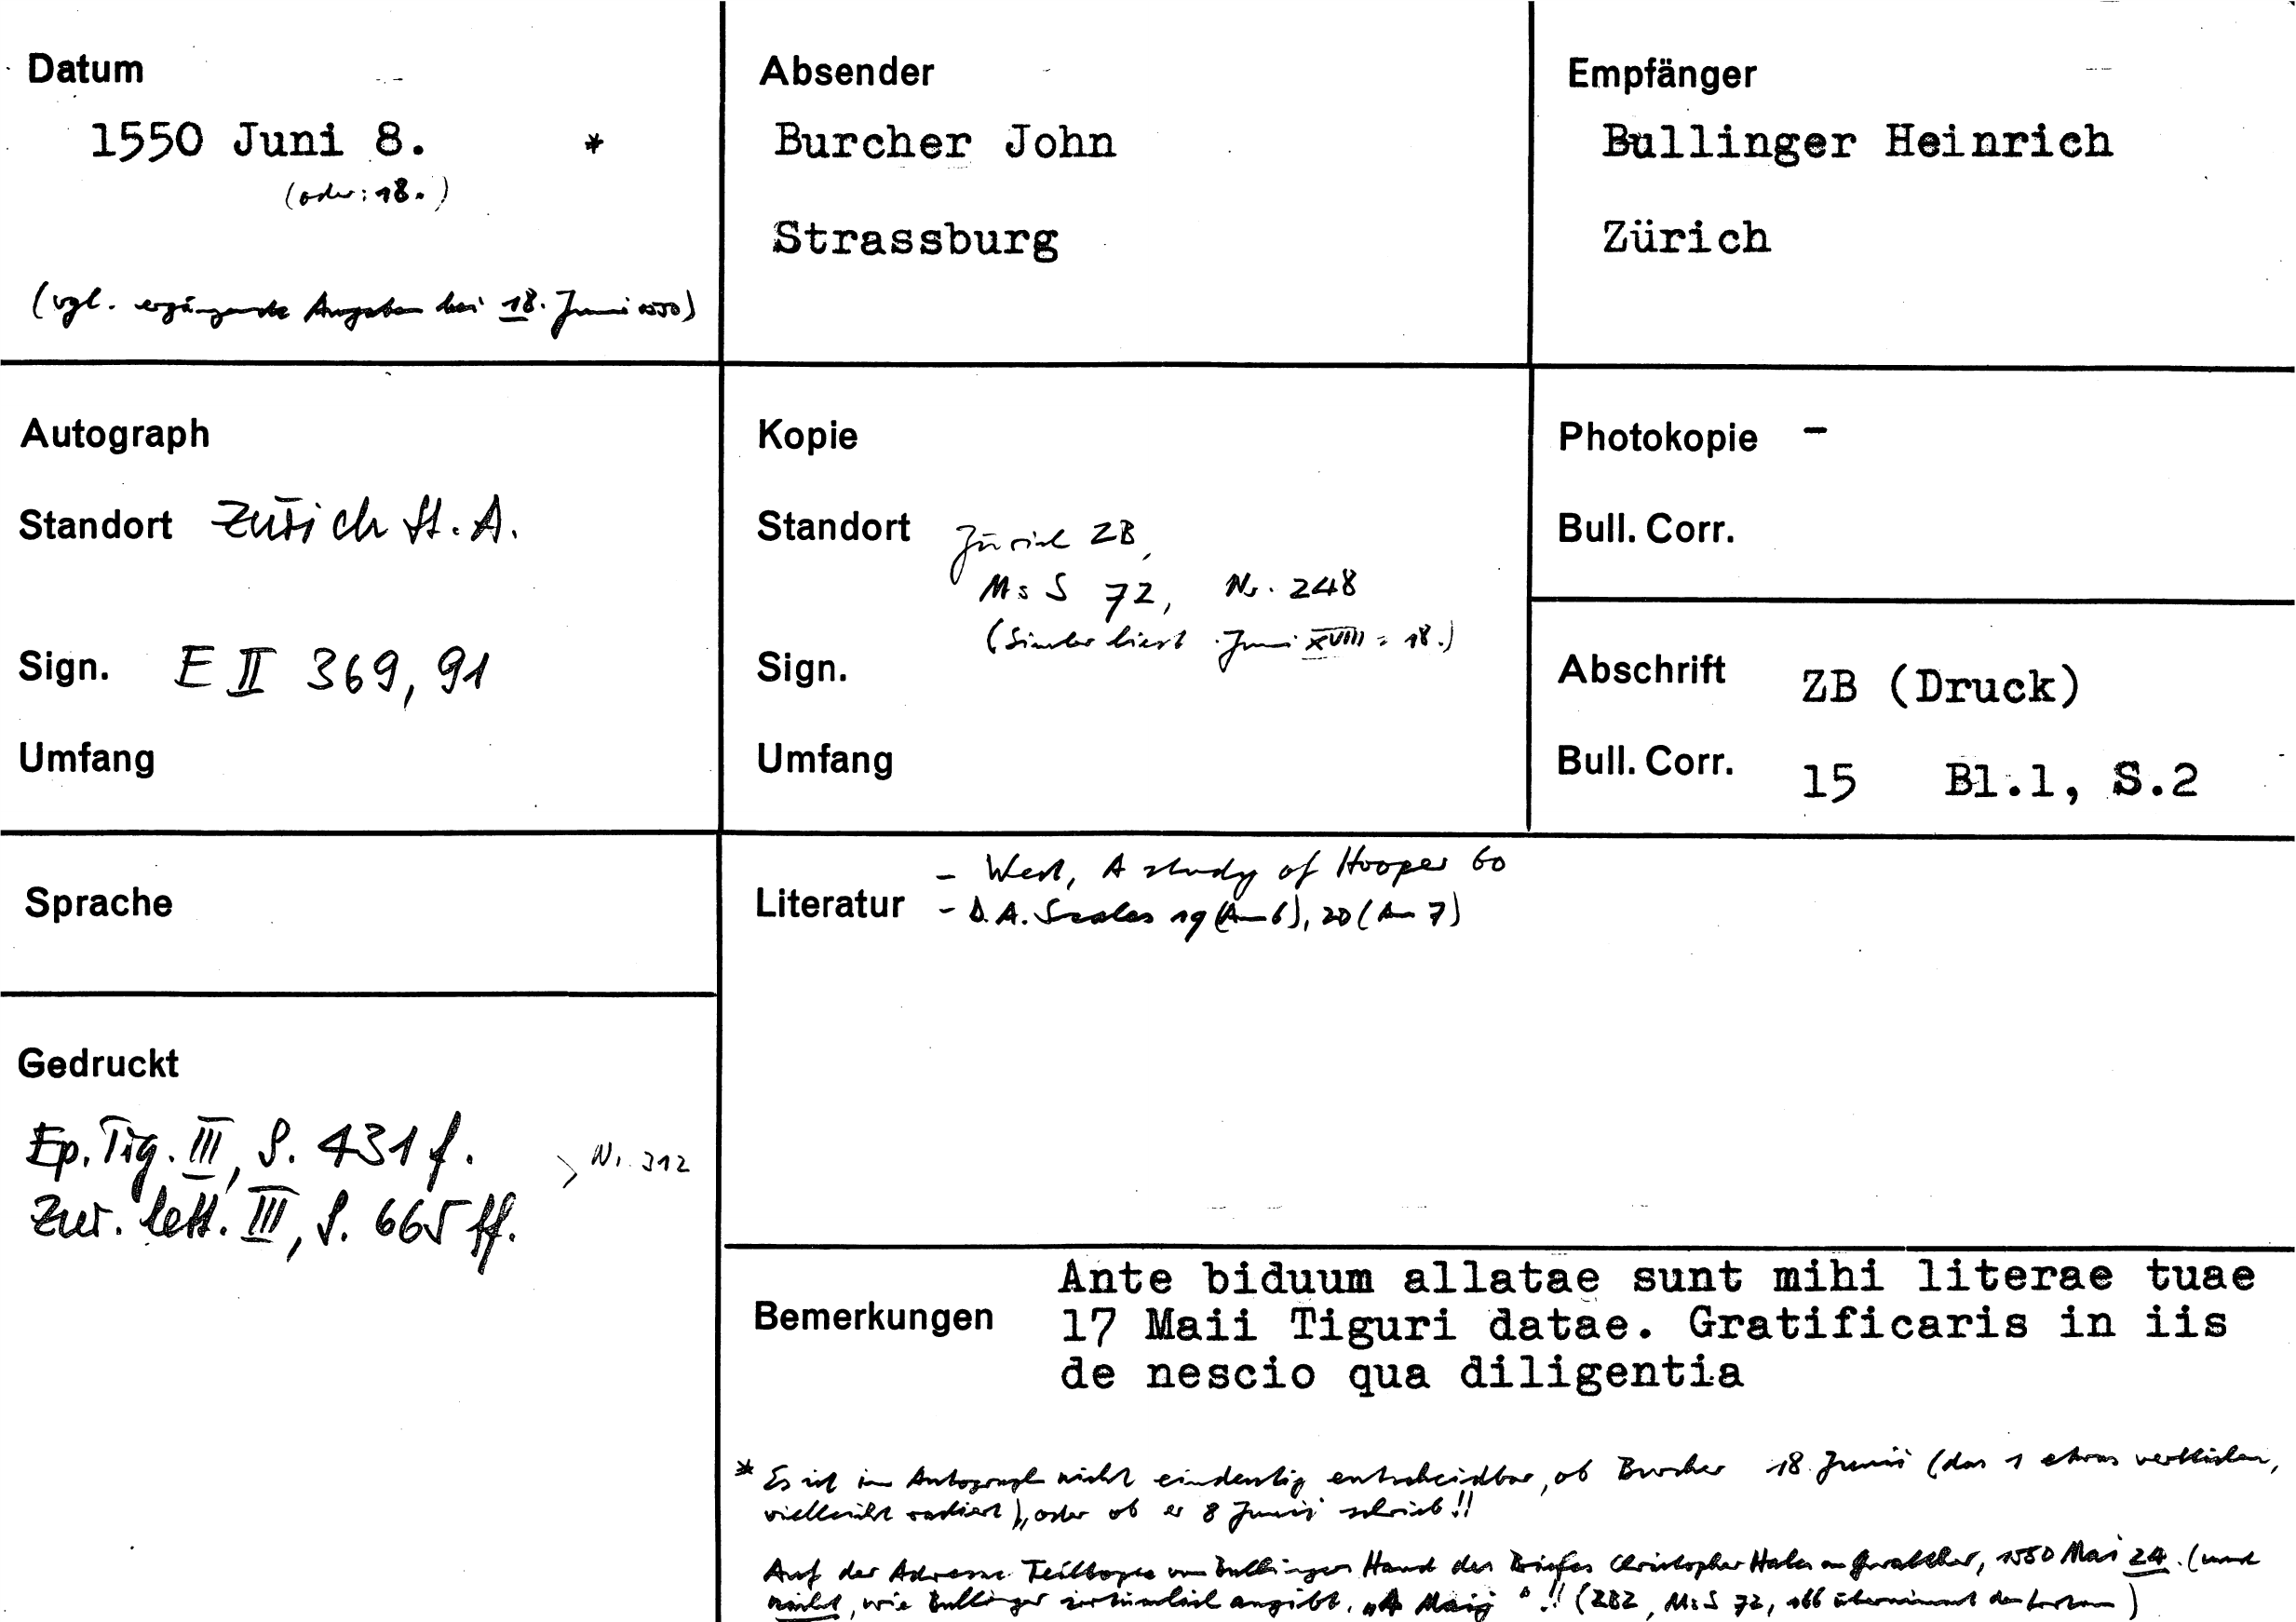 Datum
1550 Juni 8. *
(oder: 18.)
(vgl. ergänzende Angaben bei 18. Juni 1550)
Absender
Burcher John
Strassburg
Empfänger
Bullinger Heinrich
Zürich
Autograph
Standort Zürich St. A.
Sign. E II 369, 91
Umfang
Kopie
Standort Zürich ZB,
Ms S 72, Nr. 248
(Simler liest Juni XVIII = 18.)
Sign.
Umfang
Photokopie -
Bull. Corr.
Abschrift ZB (Druck)
Bull. Corr. 15 Bl.1, S.2
Sprache
Literatur - West, A study of Hooper 60
- D.A. Scales 19 (Am 6), 20 (Am 7)
Gedruckt
Ep. Tig. III, S. 431 f. > Nr. 312
Zur. lett. III, S. 665 ff.
Bemerkungen Ante biduum allatae sunt mihi literae tuae
17 Maii Tiguri datae. Gratificaris in iis
de nescio qua diligentia
* Es ist im Autograph nicht eindeutig entscheidbar, ob Burcher 18 Junii (das 1 etwas verblichen,
vielleicht radiert), oder ob er 8 Junii schrieb!!
Auf der Adresse Teilkopie von Bullingers Hand des Briefes Christopher Hales an Gwalther, 1550 Mai 24. (und
nicht, wie Bullinger irrtümlich angibt, "4 Maij"!! (ZBZ, Ms S 72, 166 übernimmt den )